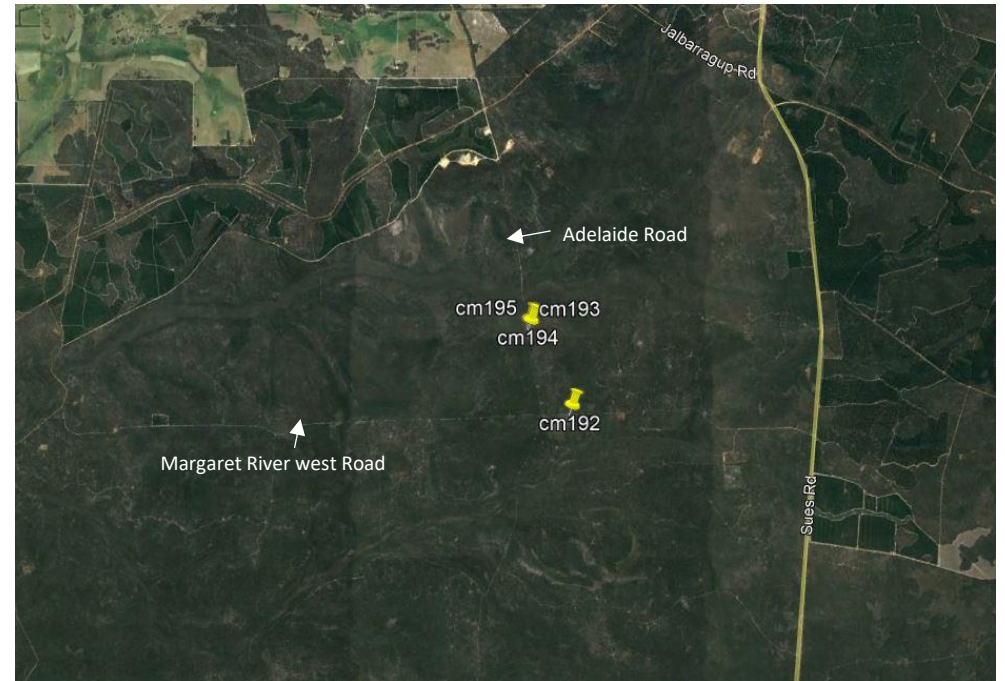 Jalbarragup Rd
Adelaide Road
cm195 cm193
cm194
cm192
Margaret River west Road
Sues Rd